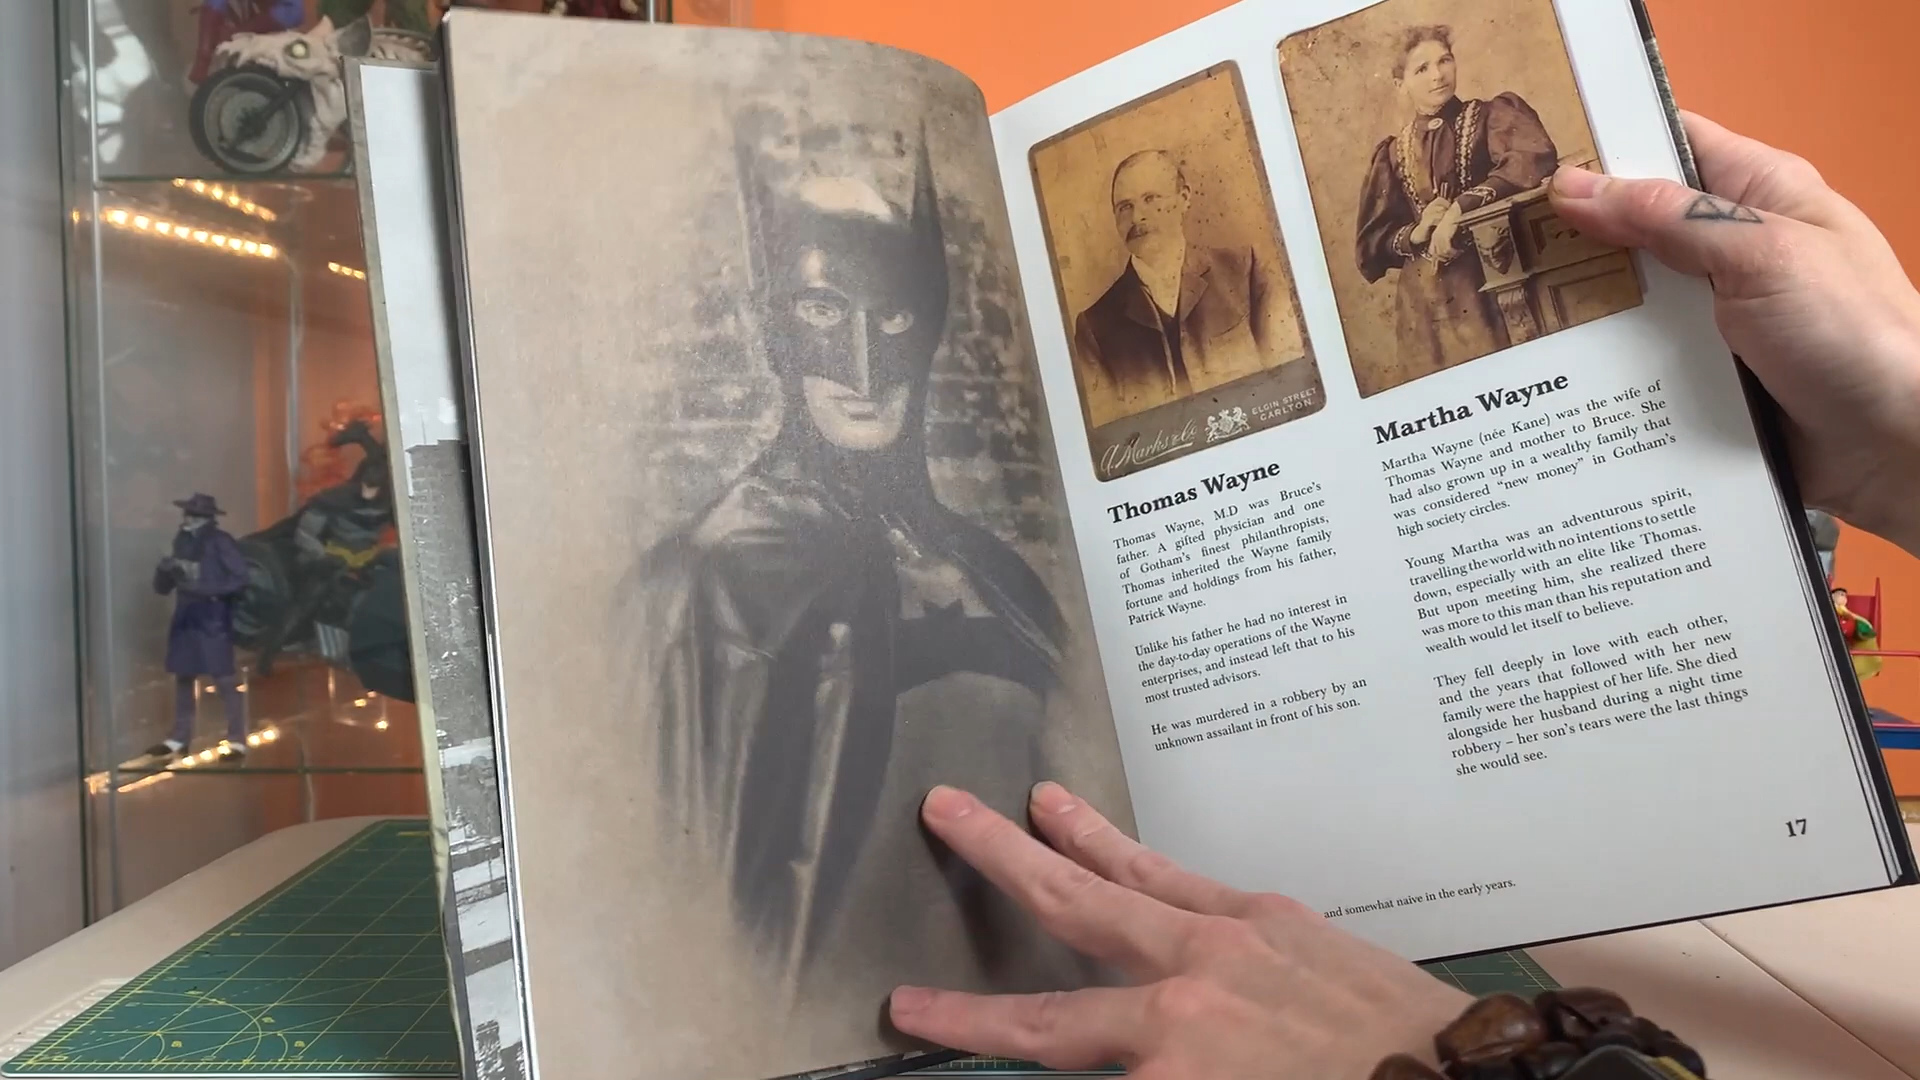 G. Marks & Co
ELGIN STREET
CARLTON.
Thomas Wayne
Thomas Wayne, M.D was Bruce's
father. A gifted physician and one
of Gotham's finest philanthropists,
Thomas inherited the Wayne family
fortune and holdings from his father,
Patrick Wayne.
Unlike his father he had no interest in
the day-to-day operations of the Wayne
enterprises, and instead left that to his
most trusted advisors.
He was murdered in a robbery by an
unknown assailant in front of his son.
Martha Wayne
Martha Wayne (née Kane) was the wife of
Thomas Wayne and mother to Bruce. She
had also grown up in a wealthy family that
was considered “new money” in Gotham's
high society circles.
Young Martha was an adventurous spirit,
travelling the world with no intentions to settle
down, especially with an elite like Thomas.
But upon meeting him, she realized there
was more to this man than his reputation and
wealth would let itself to believe.
They fell deeply in love with each other,
and the years that followed with her new
family were the happiest of her life. She died
alongside her husband during a night time
robbery – her son's tears were the last things
she would see.
17
and somewhat naive in the early years.